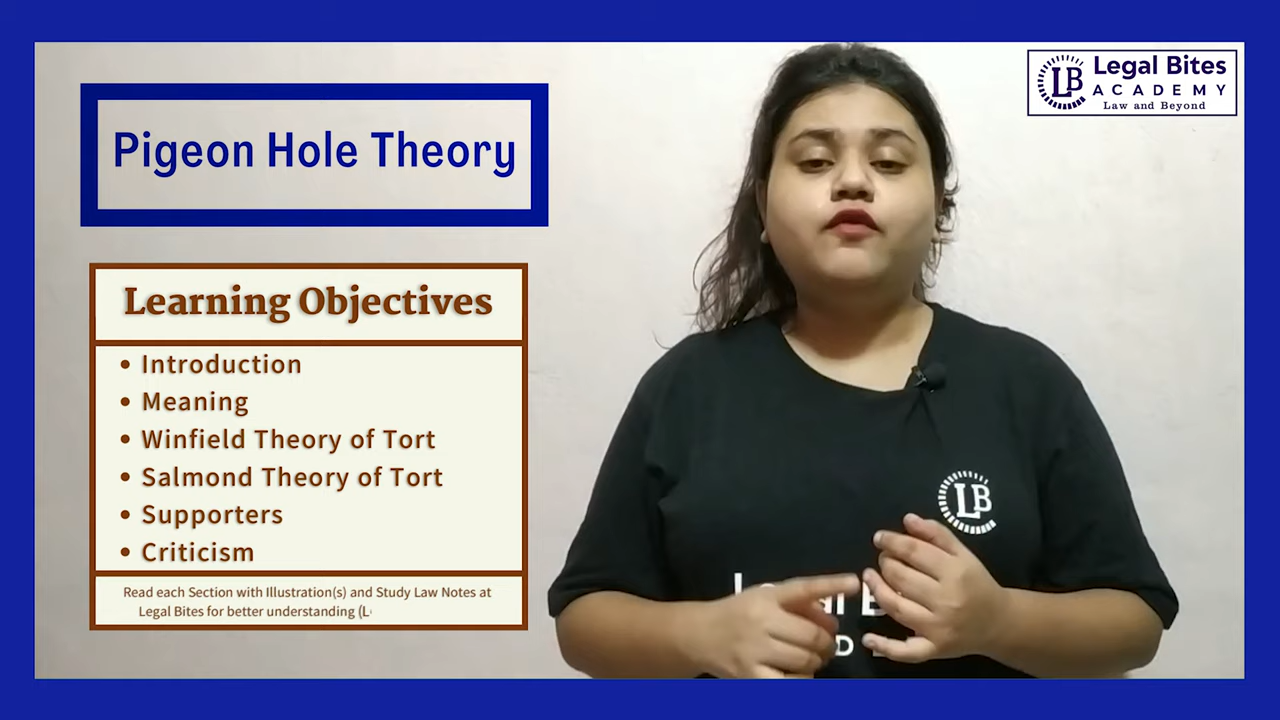 Pigeon Hole Theory
LB
Legal Bites
ACADEMY
Law and Beyond
Learning Objectives
• Introduction
• Meaning
• Winfield Theory of Tort
• Salmond Theory of Tort
• Supporters
• Criticism
Read each Section with Illustration(s) and Study Law Notes at
Legal Bites for better understanding (L
LB